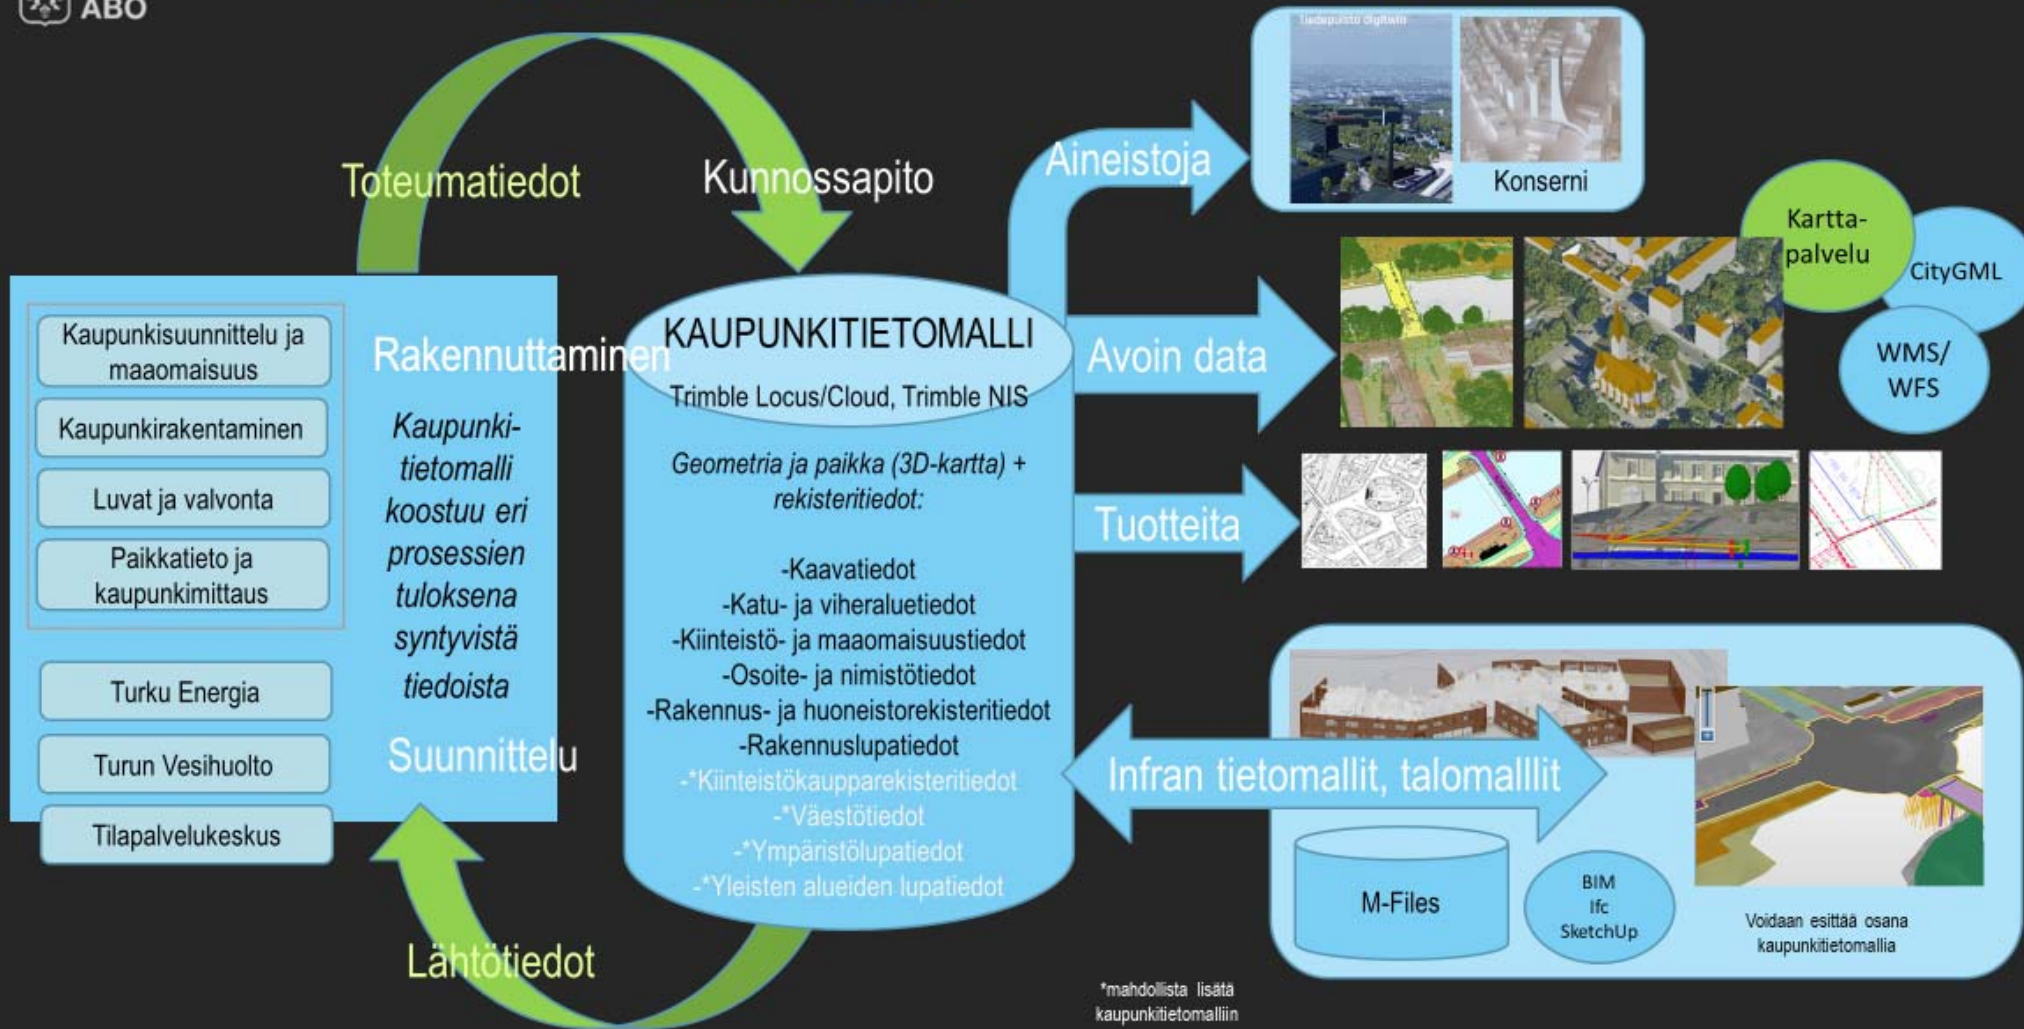 ABO
Tiedepuisto digitwin
Konserni
Toteumatiedot
Kunnossapito
Aineistoja
Kartta-
palvelu
CityGML
WMS/
WFS
Kaupunkisuunnittelu ja
maaomaisuus
Kaupunkirakentaminen
Luvat ja valvonta
Paikkatieto ja
kaupunkimittaus
Turku Energia
Turun Vesihuolto
Tilapalvelukeskus
Rakennuttaminen
Kaupunki-
tietomalli
koostuu eri
prosessien
tuloksena
syntyvistä
tiedoista
Suunnittelu
Lähtötiedot
KAUPUNKITIETOMALLI
Trimble Locus/Cloud, Trimble NIS
Geometria ja paikka (3D-kartta) +
rekisteritiedot:
-Kaavatiedot
-Katu- ja viheraluetiedot
-Kiinteistö- ja maaomaisuustiedot
-Osoite- ja nimistötiedot
-Rakennus- ja huoneistorekisteritiedot
-Rakennuslupatiedot
-*Kiinteistökaupparekisteritiedot
-*Väestötiedot
-*Ympäristölupatiedot
-*Yleisten alueiden lupatiedot
Avoin data
Tuotteita
Infran tietomallit, talomalllit
M-Files
BIM
Ifc
SketchUp
Voidaan esittää osana
kaupunkitietomallia
*mahdollista lisätä
kaupunkitietomalliin